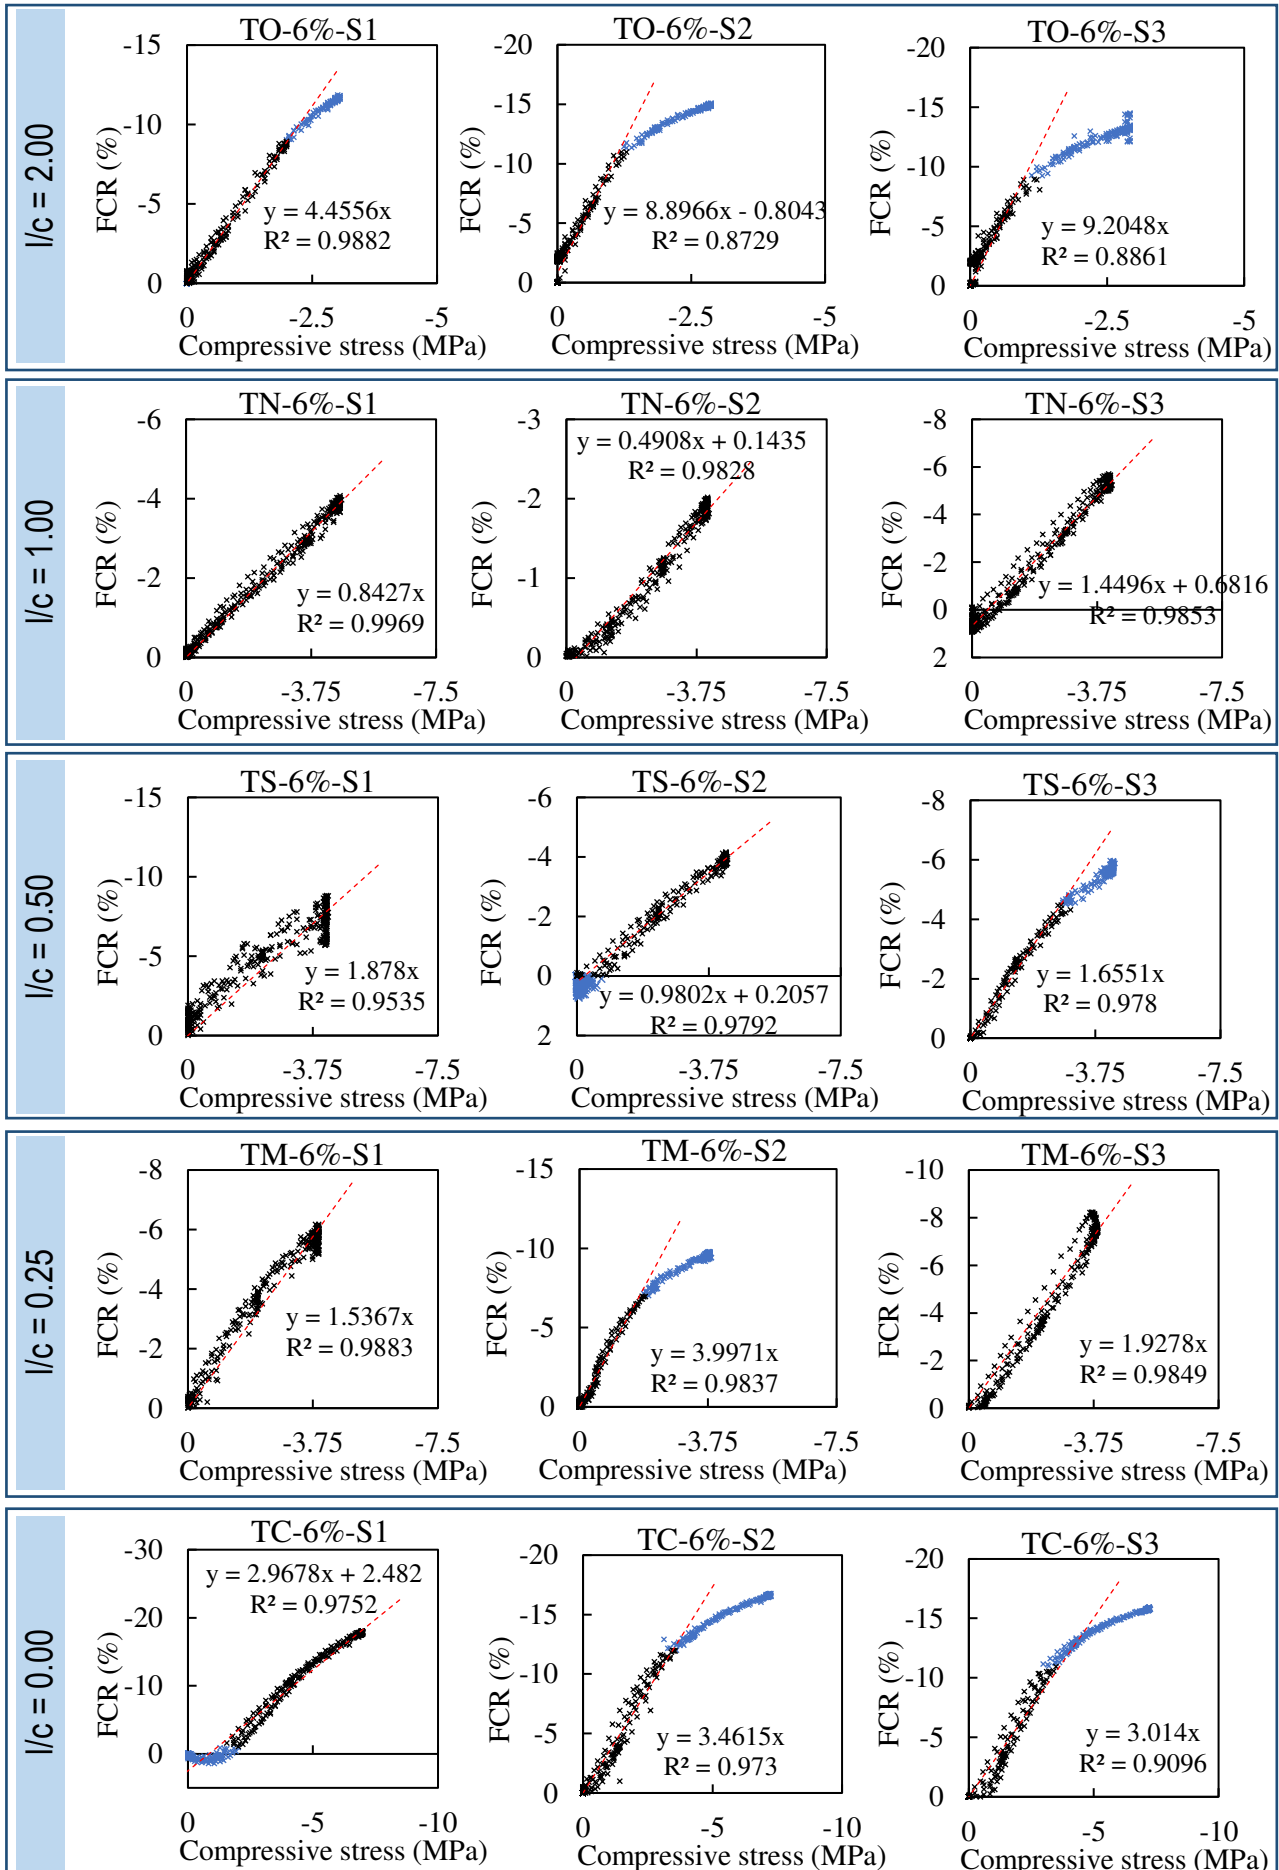 l/c = 2.00
TO-6%-S1
-15
-10
-5
0
FCR (%)
y = 4.4556x
R² = 0.9882
0
-2.5
-5
Compressive stress (MPa)
TO-6%-S2
-20
-15
-10
-5
0
FCR (%)
y = 8.8966x - 0.8043
R² = 0.8729
0
-2.5
-5
Compressive stress (MPa)
TO-6%-S3
-20
-15
-10
-5
0
FCR (%)
y = 9.2048x
R² = 0.8861
0
-2.5
-5
Compressive stress (MPa)
l/c = 1.00
TN-6%-S1
-6
-4
-2
0
FCR (%)
y = 0.8427x
R² = 0.9969
0
-3.75
-7.5
Compressive stress (MPa)
TN-6%-S2
-3
-2
-1
0
FCR (%)
y = 0.4908x + 0.1435
R² = 0.9828
0
-3.75
-7.5
Compressive stress (MPa)
TN-6%-S3
-8
-6
-4
-2
0
2
FCR (%)
y = 1.4496x + 0.6816
R² = 0.9853
0
-3.75
-7.5
Compressive stress (MPa)
l/c = 0.50
TS-6%-S1
-15
-10
-5
0
FCR (%)
y = 1.878x
R² = 0.9535
0
-3.75
-7.5
Compressive stress (MPa)
TS-6%-S2
-6
-4
-2
0
2
FCR (%)
y = 0.9802x + 0.2057
R² = 0.9792
0
-3.75
-7.5
Compressive stress (MPa)
TS-6%-S3
-8
-6
-4
-2
0
FCR (%)
y = 1.6551x
R² = 0.978
0
-3.75
-7.5
Compressive stress (MPa)
l/c = 0.25
TM-6%-S1
-8
-6
-4
-2
0
FCR (%)
y = 1.5367x
R² = 0.9883
0
-3.75
-7.5
Compressive stress (MPa)
TM-6%-S2
-15
-10
-5
0
FCR (%)
y = 3.9971x
R² = 0.9837
0
-3.75
-7.5
Compressive stress (MPa)
TM-6%-S3
-10
-8
-6
-4
-2
0
FCR (%)
y = 1.9278x
R² = 0.9849
0
-3.75
-7.5
Compressive stress (MPa)
l/c = 0.00
TC-6%-S1
-30
-20
-10
0
FCR (%)
y = 2.9678x + 2.482
R² = 0.9752
0
-5
-10
Compressive stress (MPa)
TC-6%-S2
-20
-15
-10
-5
0
FCR (%)
y = 3.4615x
R² = 0.973
0
-5
-10
Compressive stress (MPa)
TC-6%-S3
-20
-15
-10
-5
0
FCR (%)
y = 3.014x
R² = 0.9096
0
-5
-10
Compressive stress (MPa)